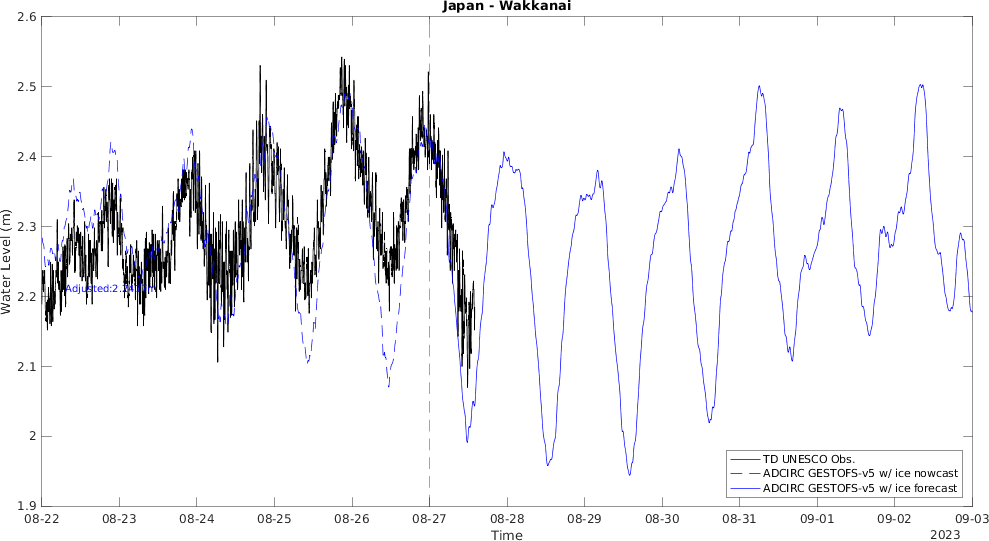 Japan - Wakkanai
Water Level (m)
2.6
2.5
2.4
2.3
2.2
2.1
2
1.9
08-22 08-23 08-24 08-25 08-26 08-27 08-28 08-29 08-30 08-31 09-01 09-02 09-03
Time
2023
TD UNESCO Obs.
ADCIRC GESTOFS-v5 w/ ice nowcast
ADCIRC GESTOFS-v5 w/ ice forecast